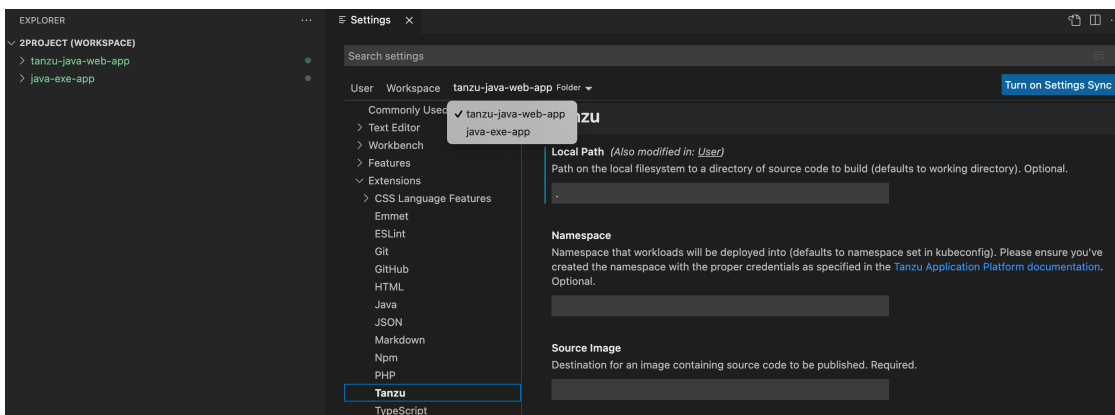 EXPLORER
2PROJECT (WORKSPACE)
tanzu-java-web-app
java-exe-app
Settings
Search settings
User Workspace tanzu-java-web-app Folder
Turn on Settings Sync
tanzu-java-web-app
java-exe-app
Commonly Used
Text Editor
Workbench
Features
Extensions
CSS Language Features
Emmet
ESLint
Git
GitHub
HTML
Java
JSON
Markdown
Npm
PHP
Tanzu
TypeScript
Local Path (Also modified in: User)
Path on the local filesystem to a directory of source code to build (defaults to working directory). Optional.
.
Namespace
Namespace that workloads will be deployed into (defaults to namespace set in kubeconfig). Please ensure you've
created the namespace with the proper credentials as specified in the Tanzu Application Platform documentation.
Optional.
Source Image
Destination for an image containing source code to be published. Required.